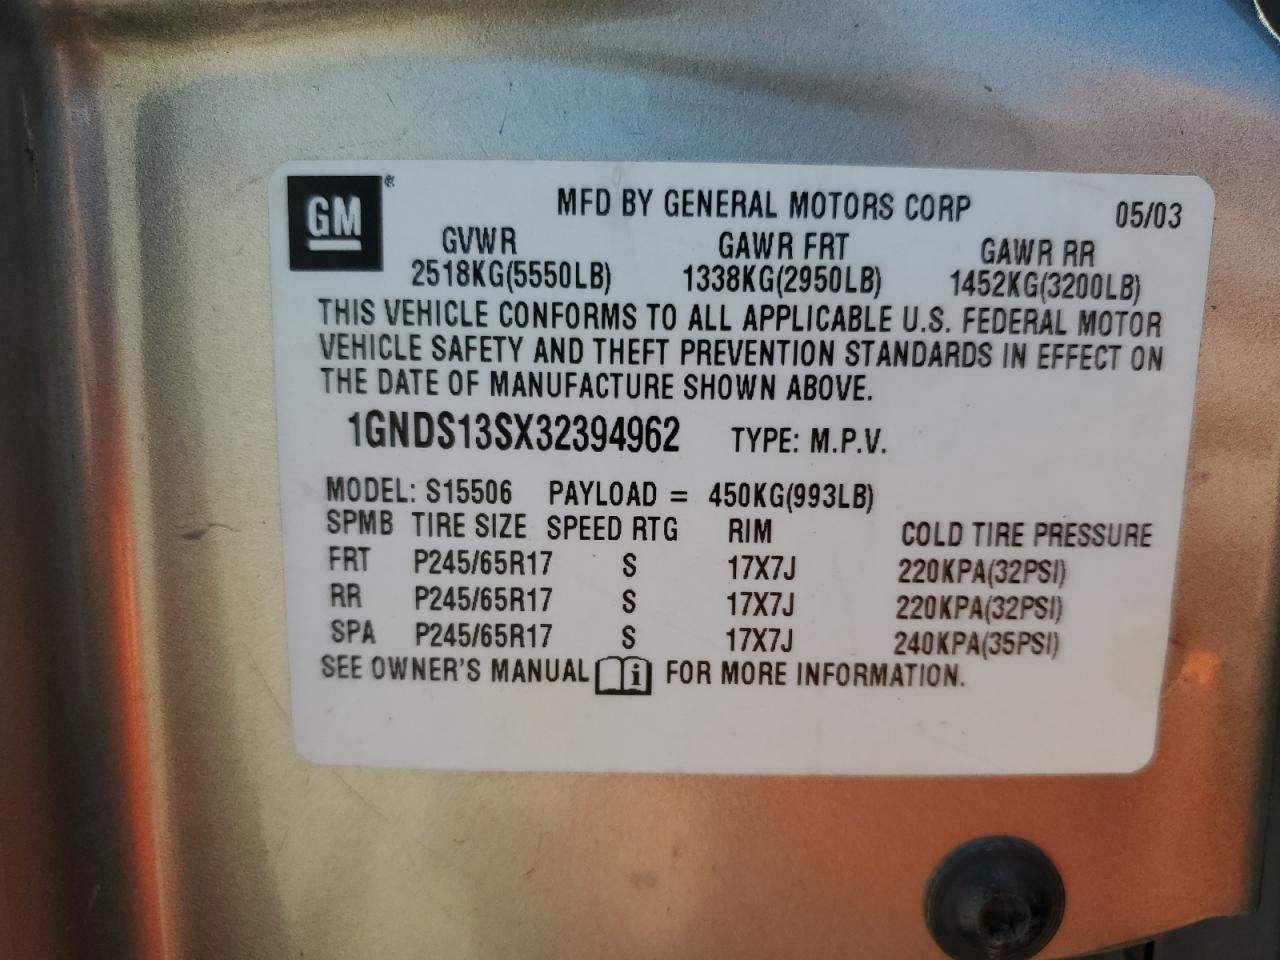 GM ®
MFD BY GENERAL MOTORS CORP 05/03
GVWR GAWR FRT GAWR RR
2518KG(5550LB) 1338KG(2950LB) 1452KG(3200LB)
THIS VEHICLE CONFORMS TO ALL APPLICABLE U.S. FEDERAL MOTOR
VEHICLE SAFETY AND THEFT PREVENTION STANDARDS IN EFFECT ON
THE DATE OF MANUFACTURE SHOWN ABOVE.
1GNDS13SX32394962 TYPE: M.P.V.
MODEL: S15506 PAYLOAD = 450KG(993LB)
SPMB TIRE SIZE SPEED RTG RIM COLD TIRE PRESSURE
FRT P245/65R17 S 17X7J 220KPA(32PSI)
RR P245/65R17 S 17X7J 220KPA(32PSI)
SPA P245/65R17 S 17X7J 240KPA(35PSI)
SEE OWNER'S MANUAL i FOR MORE INFORMATION.